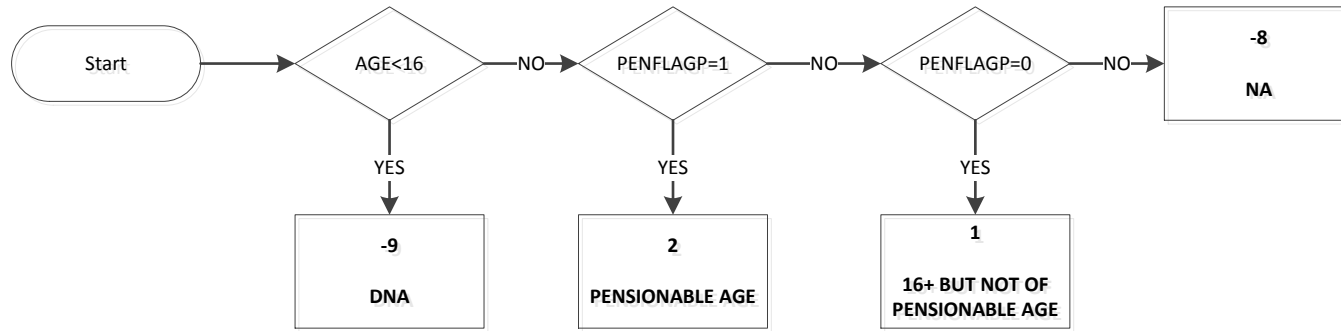 Start
AGE<16
NO
PENFLAGP=1
NO
PENFLAGP=0
NO
-8
NA
YES
YES
YES
-9
DNA
2
PENSIONABLE AGE
1
16+ BUT NOT OF
PENSIONABLE AGE